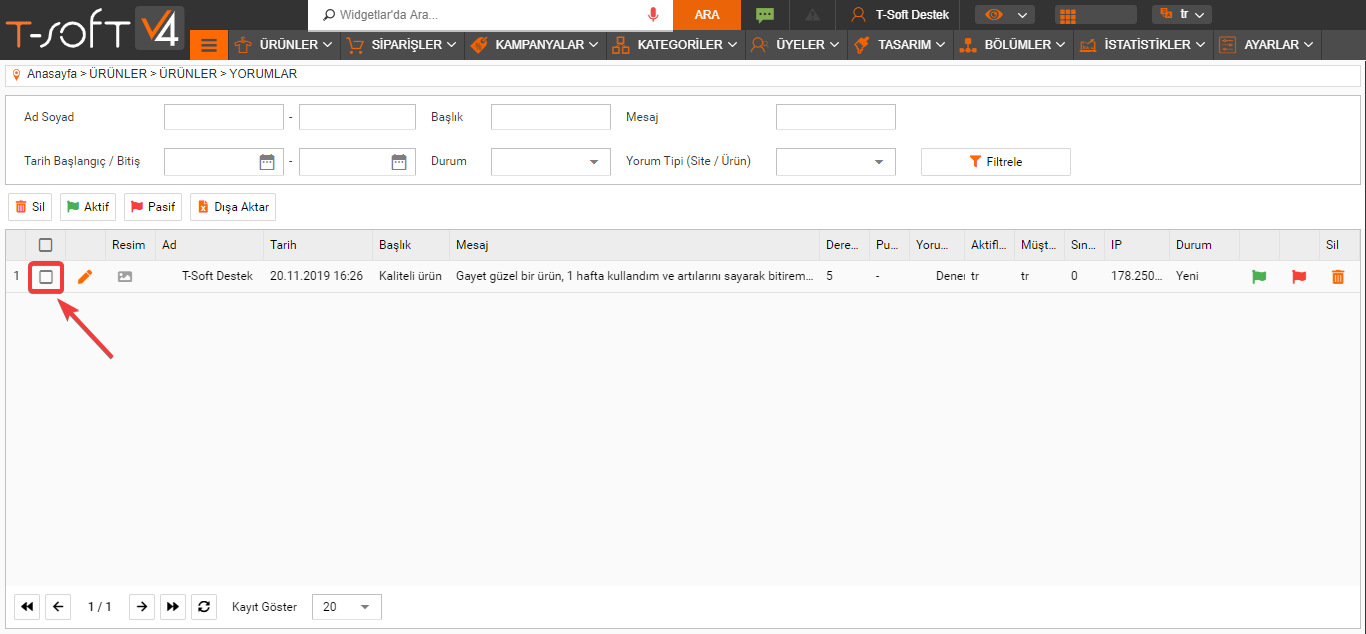 T-SOFT V4 Widgetlar'da Ara... ARA T-Soft Destek tr
ÜRÜNLER SİPARİŞLER KAMPANYALAR KATEGORİLER ÜYELER TASARIM BÖLÜMLER İSTATİSTİKLER AYARLAR
Anasayfa > ÜRÜNLER > ÜRÜNLER > YORUMLAR
Ad Soyad - Başlık Mesaj
Tarih Başlangıç / Bitiş - Durum Yorum Tipi (Site / Ürün) Filtrele
Sil Aktif Pasif Dışa Aktar
Resim Ad Tarih Başlık Mesaj Dere... Pu... Yoru... Aktifl... Müşt... Sın... IP Durum Sil
1 T-Soft Destek 20.11.2019 16:26 Kaliteli ürün Gayet güzel bir ürün, 1 hafta kullandım ve artılarını sayarak bitirem... 5 - Dener tr tr 0 178.250... Yeni
1 / 1 Kayıt Göster 20